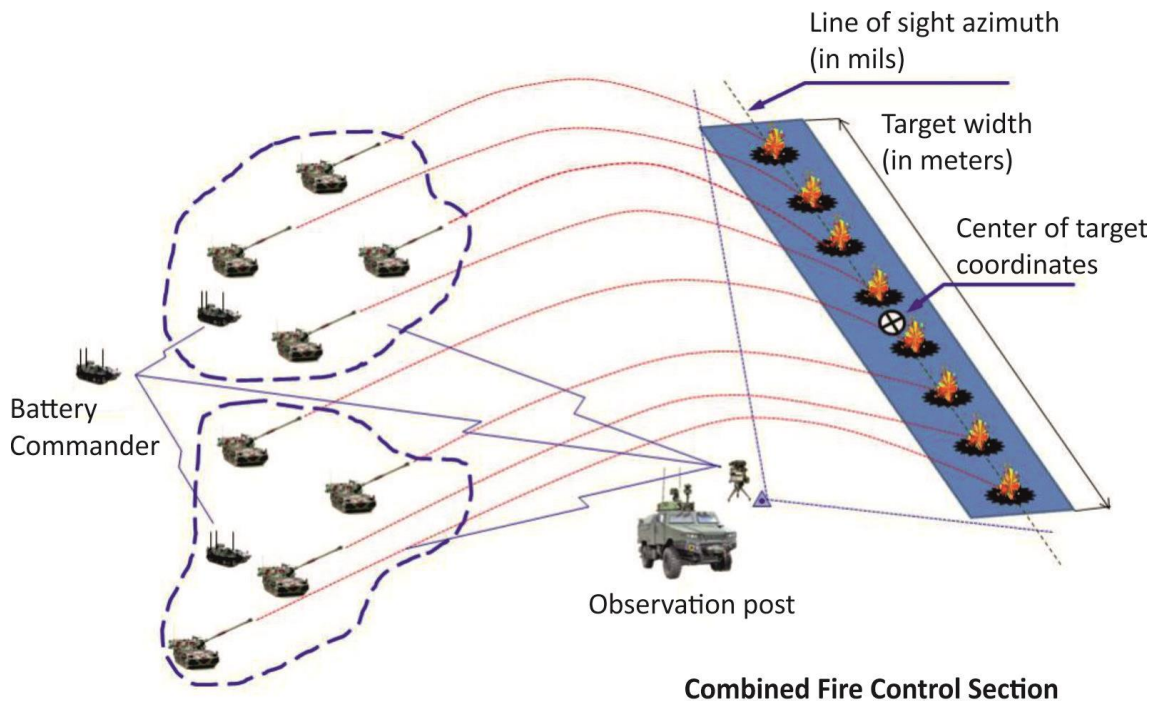 Line of sight azimuth
(in mils)
Target width
(in meters)
Center of target
coordinates
Battery
Commander
Observation post
Combined Fire Control Section